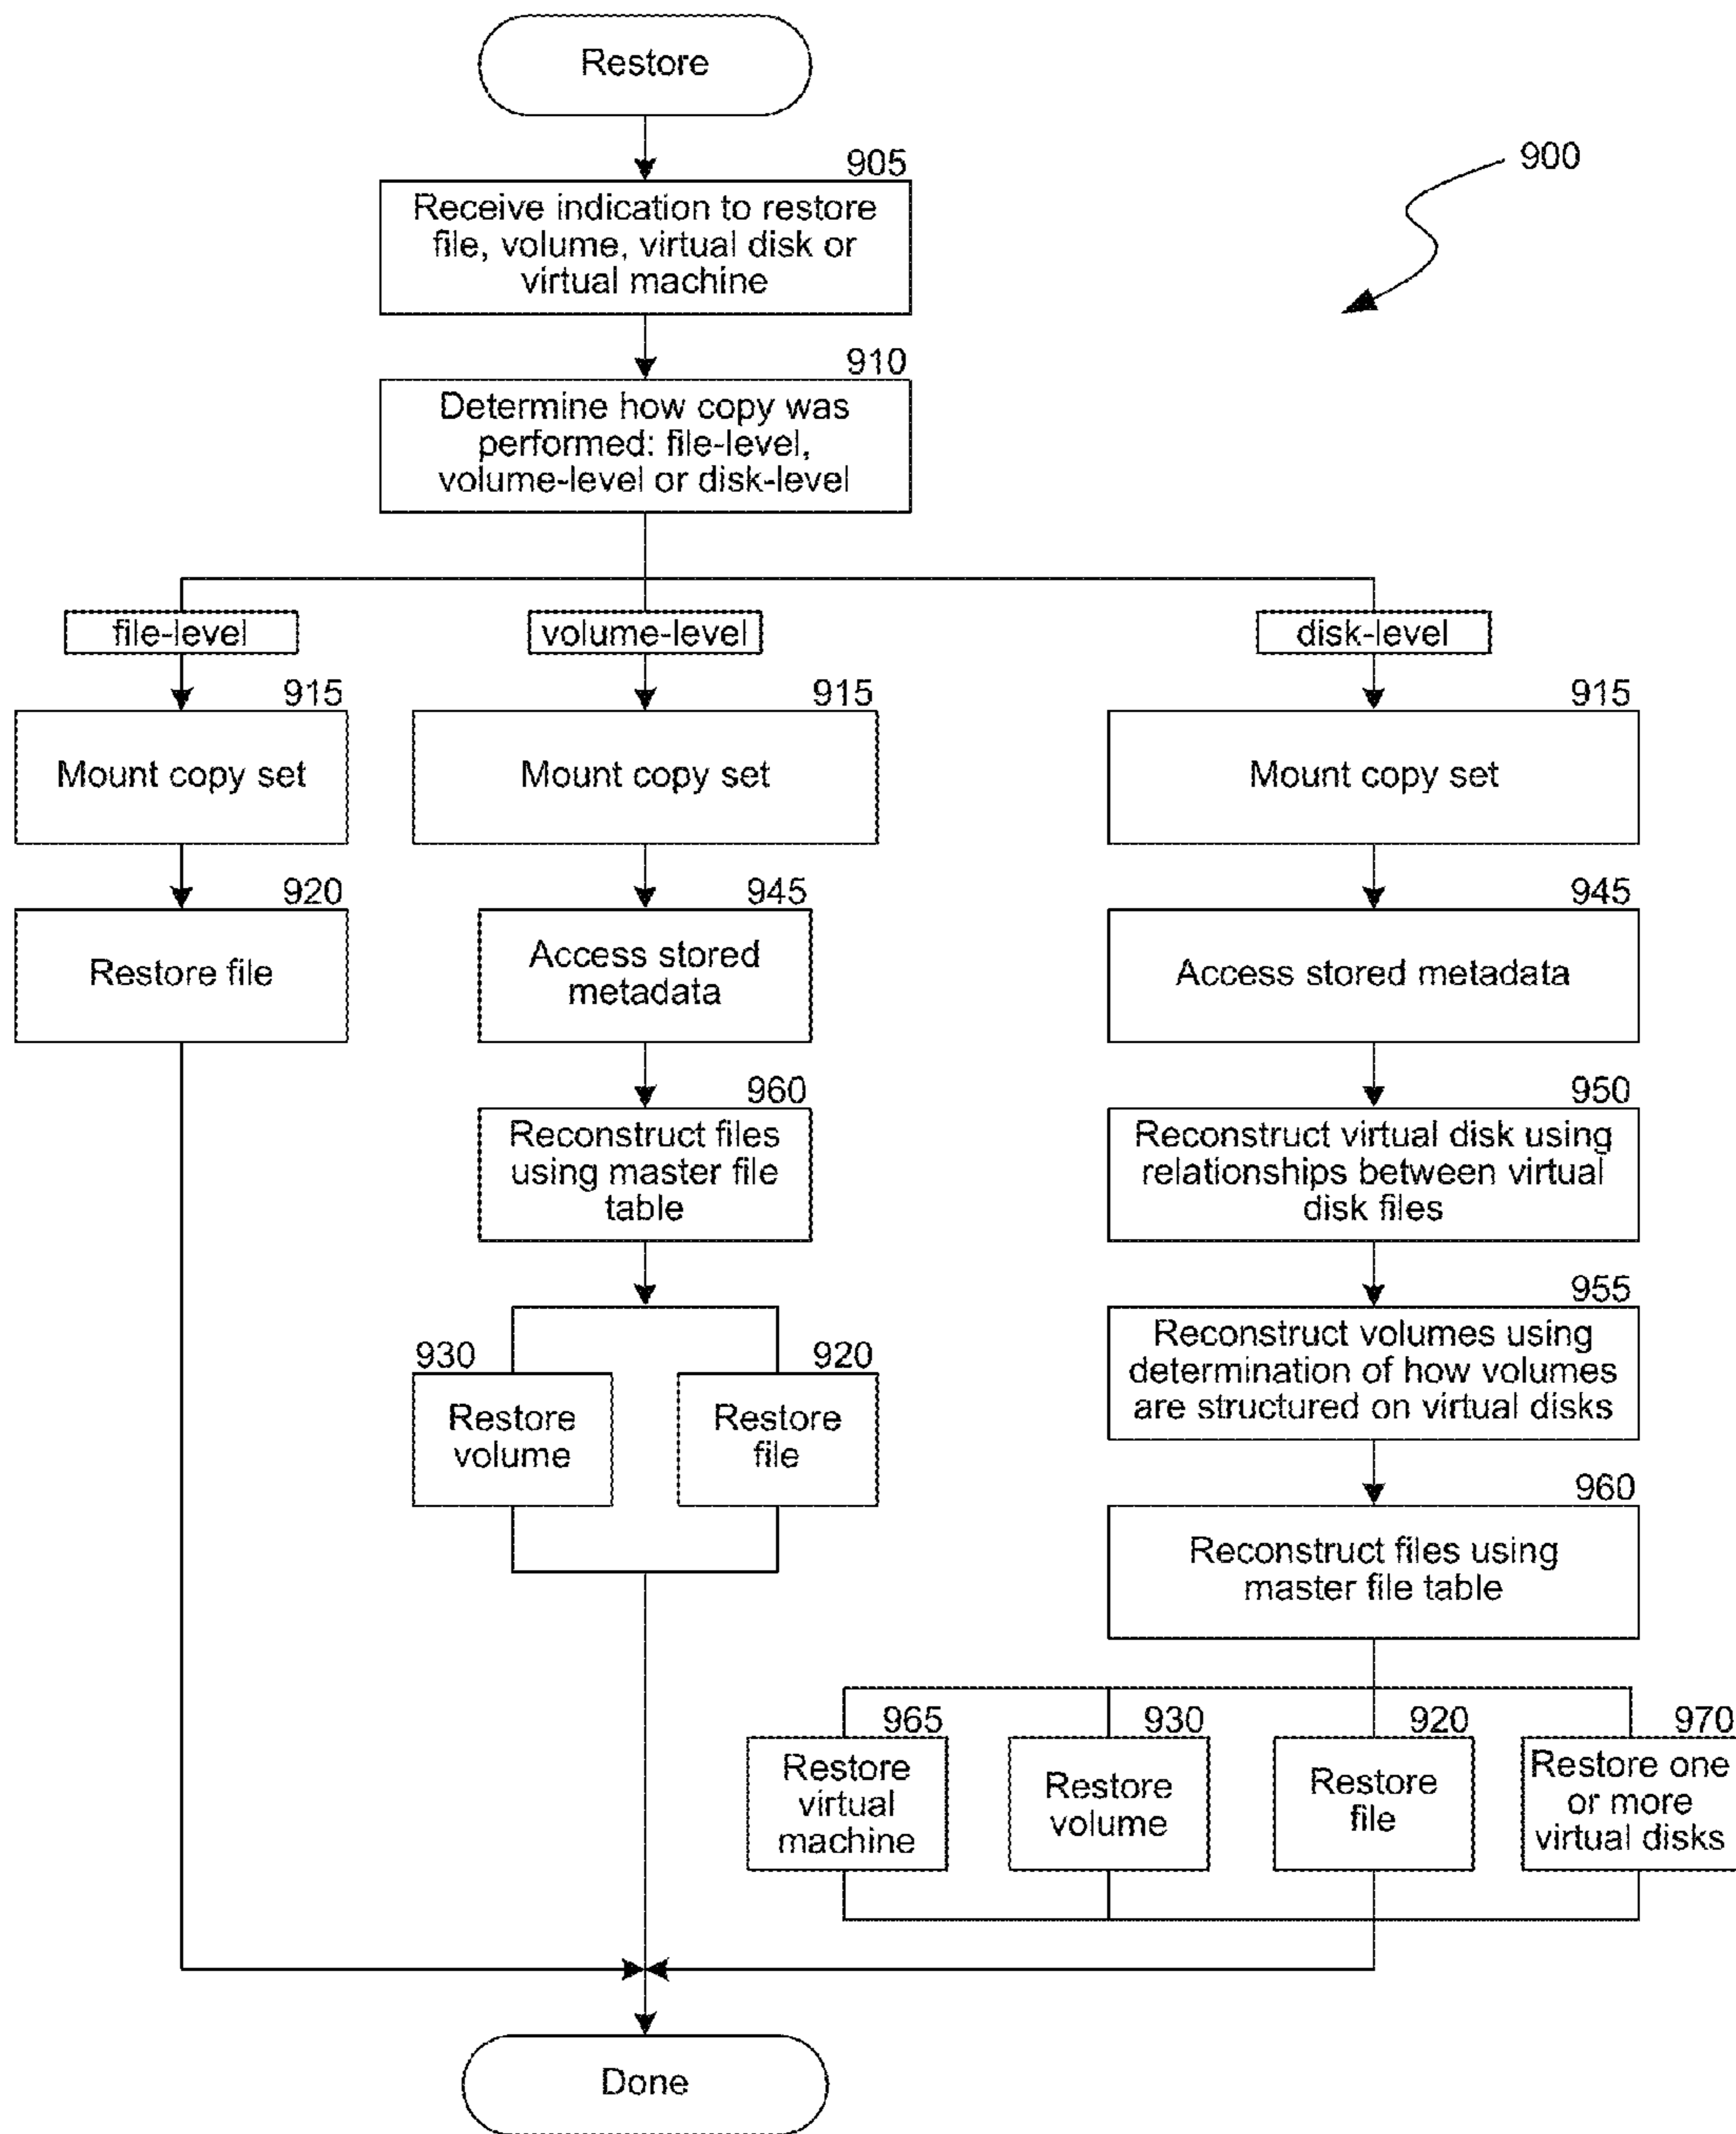 Restore
900
905
Receive indication to restore
file, volume, virtual disk or
virtual machine
910
Determine how copy was
performed: file-level,
volume-level or disk-level
file-level
volume-level
disk-level
915
Mount copy set
915
Mount copy set
915
Mount copy set
920
Restore file
945
Access stored
metadata
945
Access stored metadata
960
Reconstruct files
using master file
table
950
Reconstruct virtual disk using
relationships between virtual
disk files
930
Restore
volume
920
Restore
file
955
Reconstruct volumes using
determination of how volumes
are structured on virtual disks
960
Reconstruct files using
master file table
965
Restore
virtual
machine
930
Restore
volume
920
Restore
file
970
Restore one
or more
virtual disks
Done